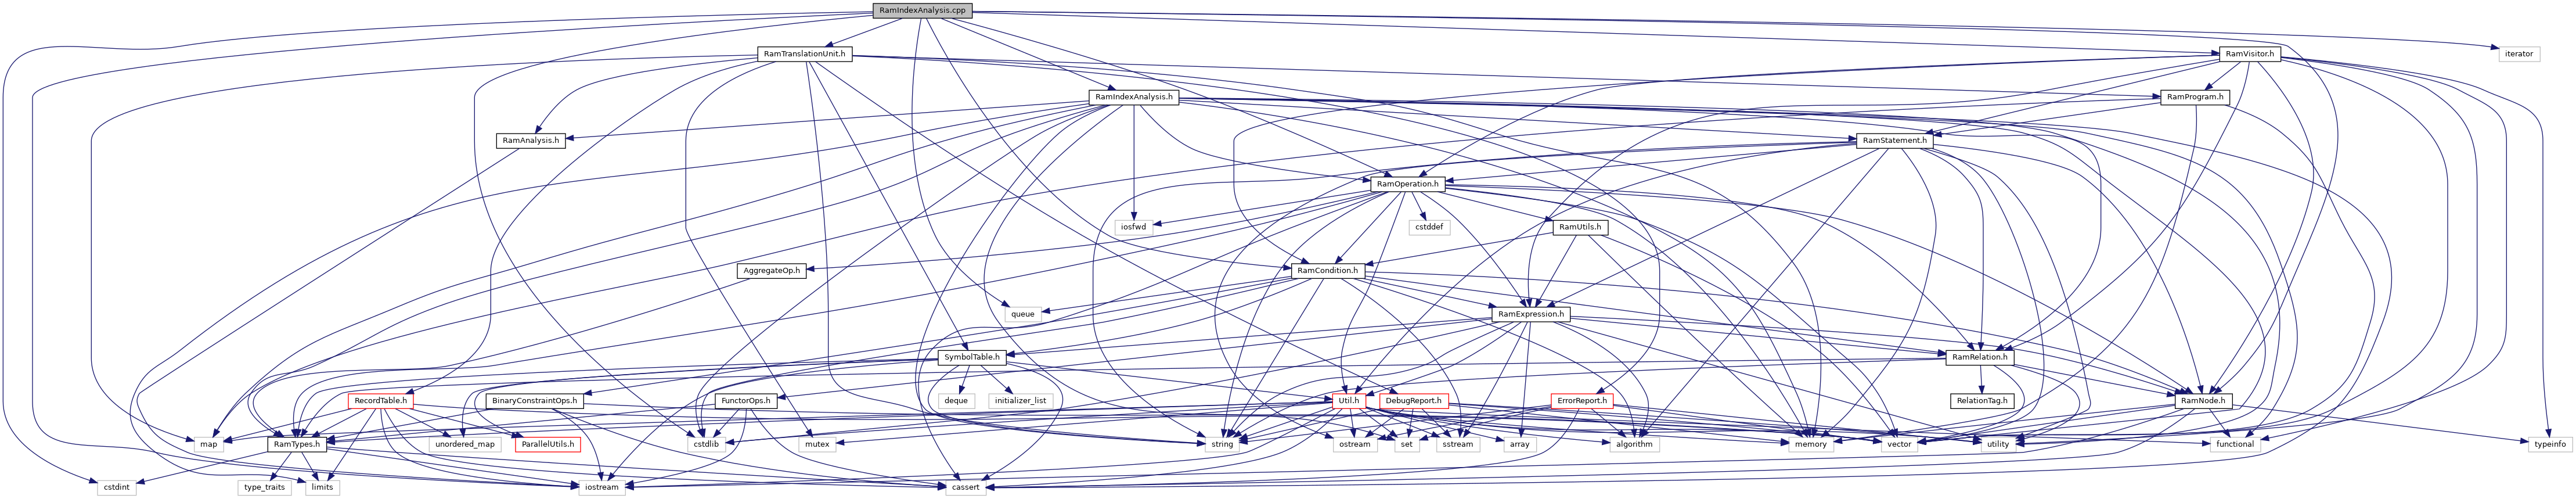 RamIndexAnalysis.cpp
RamTranslationUnit.h
RamVisitor.h
iterator
RamIndexAnalysis.h
RamProgram.h
RamAnalysis.h
RamStatement.h
RamOperation.h
iosfwd
cstddef
RamUtils.h
AggregateOp.h
RamCondition.h
queue
RamExpression.h
SymbolTable.h
RamRelation.h
RecordTable.h
BinaryConstraintOps.h
FunctorOps.h
deque
initializer_list
Util.h
DebugReport.h
ErrorReport.h
RelationTag.h
RamNode.h
map
RamTypes.h
unordered_map
ParallelUtils.h
cstdlib
mutex
string
ostream
set
sstream
array
algorithm
memory
vector
utility
functional
typeinfo
cstdint
type_traits
limits
iostream
cassert